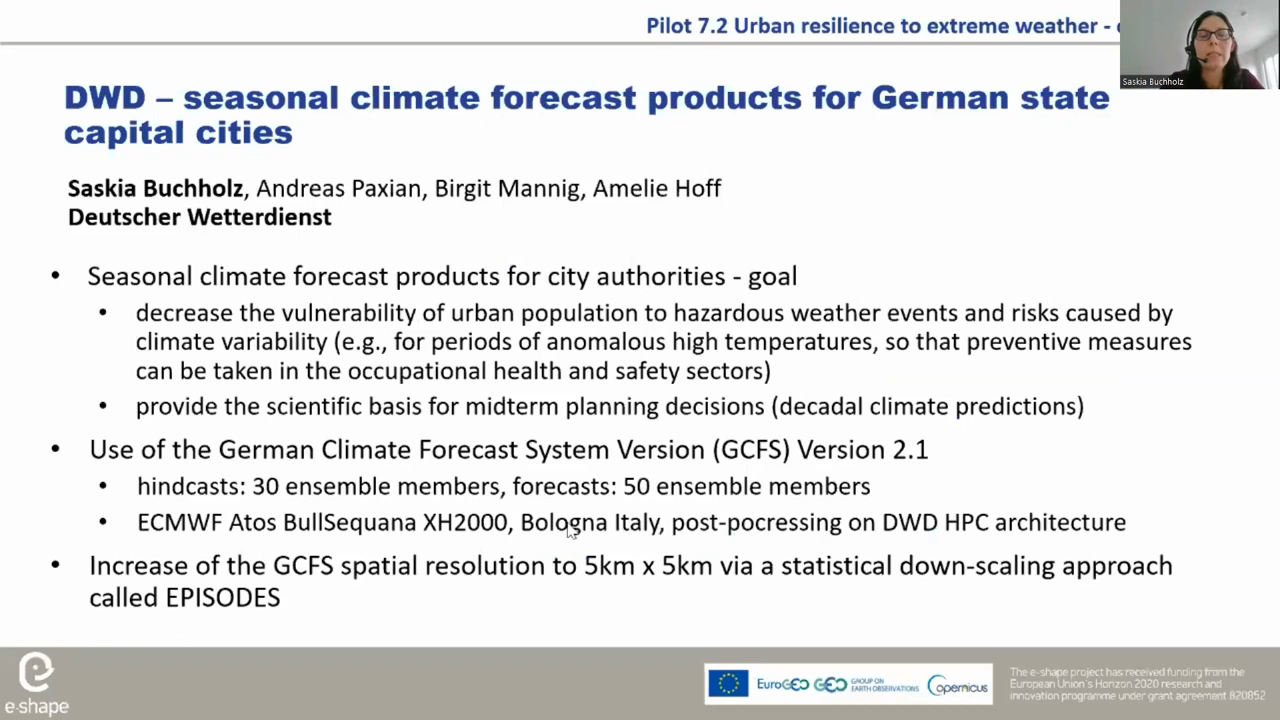 Pilot 7.2 Urban resilience to extreme weather -
Saskia Buchholz
DWD – seasonal climate forecast products for German state
capital cities
Saskia Buchholz, Andreas Paxian, Birgit Mannig, Amelie Hoff
Deutscher Wetterdienst
• Seasonal climate forecast products for city authorities - goal
• decrease the vulnerability of urban population to hazardous weather events and risks caused by
climate variability (e.g., for periods of anomalous high temperatures, so that preventive measures
can be taken in the occupational health and safety sectors)
• provide the scientific basis for midterm planning decisions (decadal climate predictions)
• Use of the German Climate Forecast System Version (GCFS) Version 2.1
• hindcasts: 30 ensemble members, forecasts: 50 ensemble members
• ECMWF Atos BullSequana XH2000, Bologna Italy, post-pocressing on DWD HPC architecture
• Increase of the GCFS spatial resolution to 5km x 5km via a statistical down-scaling approach
called EPISODES
e-shape
EuroGEO GEO GROUP ON
EARTH OBSERVATIONS
Copernicus
The e-shape project has received funding from the
European Union's Horizon 2020 research and
innovation programme under grant agreement 820852